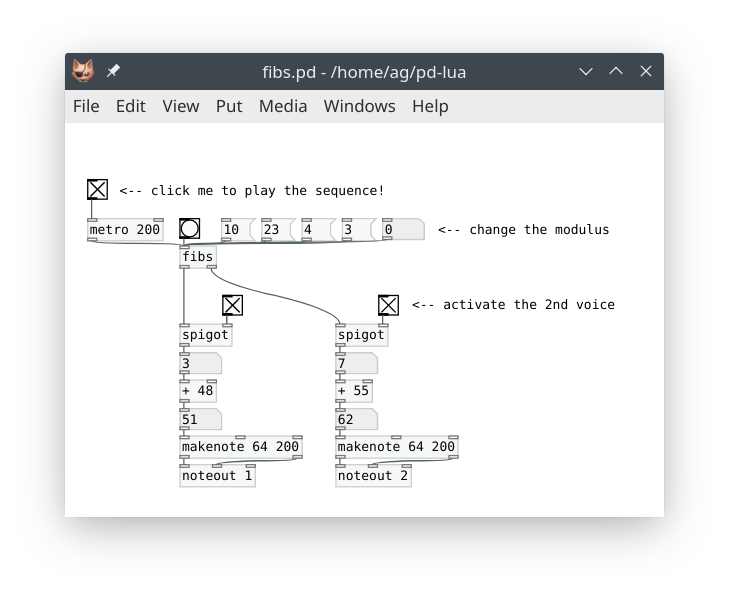 fibs.pd - /home/ag/pd-lua
File Edit View Put Media Windows Help
<-- click me to play the sequence!
metro 200 10 23 4 3 0 <-- change the modulus
fibs
<-- activate the 2nd voice
spigot spigot
3 7
+ 48 + 55
51 62
makenote 64 200 makenote 64 200
noteout 1 noteout 2